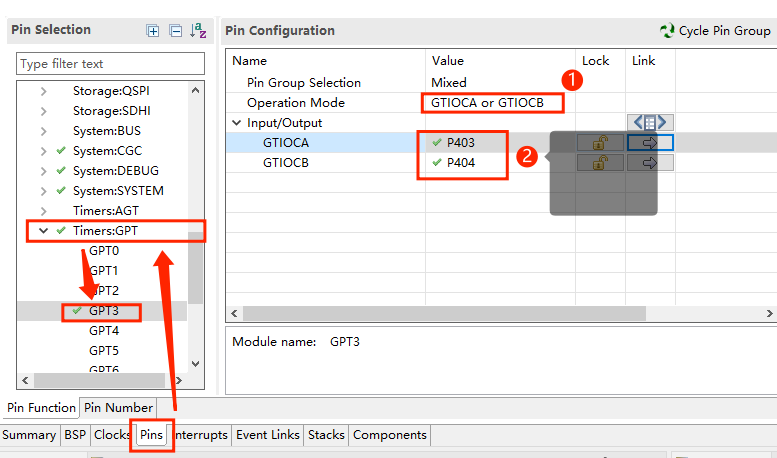 Pin Selection
Type filter text
Storage:QSPI
Storage:SDHI
System:BUS
System:CGC
System:DEBUG
System:SYSTEM
Timers:AGT
Timers:GPT
GPT0
GPT1
GPT2
GPT3
GPT4
GPT5
GPT6
Pin Configuration
Cycle Pin Group
Name Value Lock Link
Pin Group Selection Mixed
1
Operation Mode GTIOCA or GTIOCB
Input/Output
GTIOCA P403
2
GTIOCB P404
Module name: GPT3
Pin Function Pin Number
Summary BSP Clocks Pins Interrupts Event Links Stacks Components